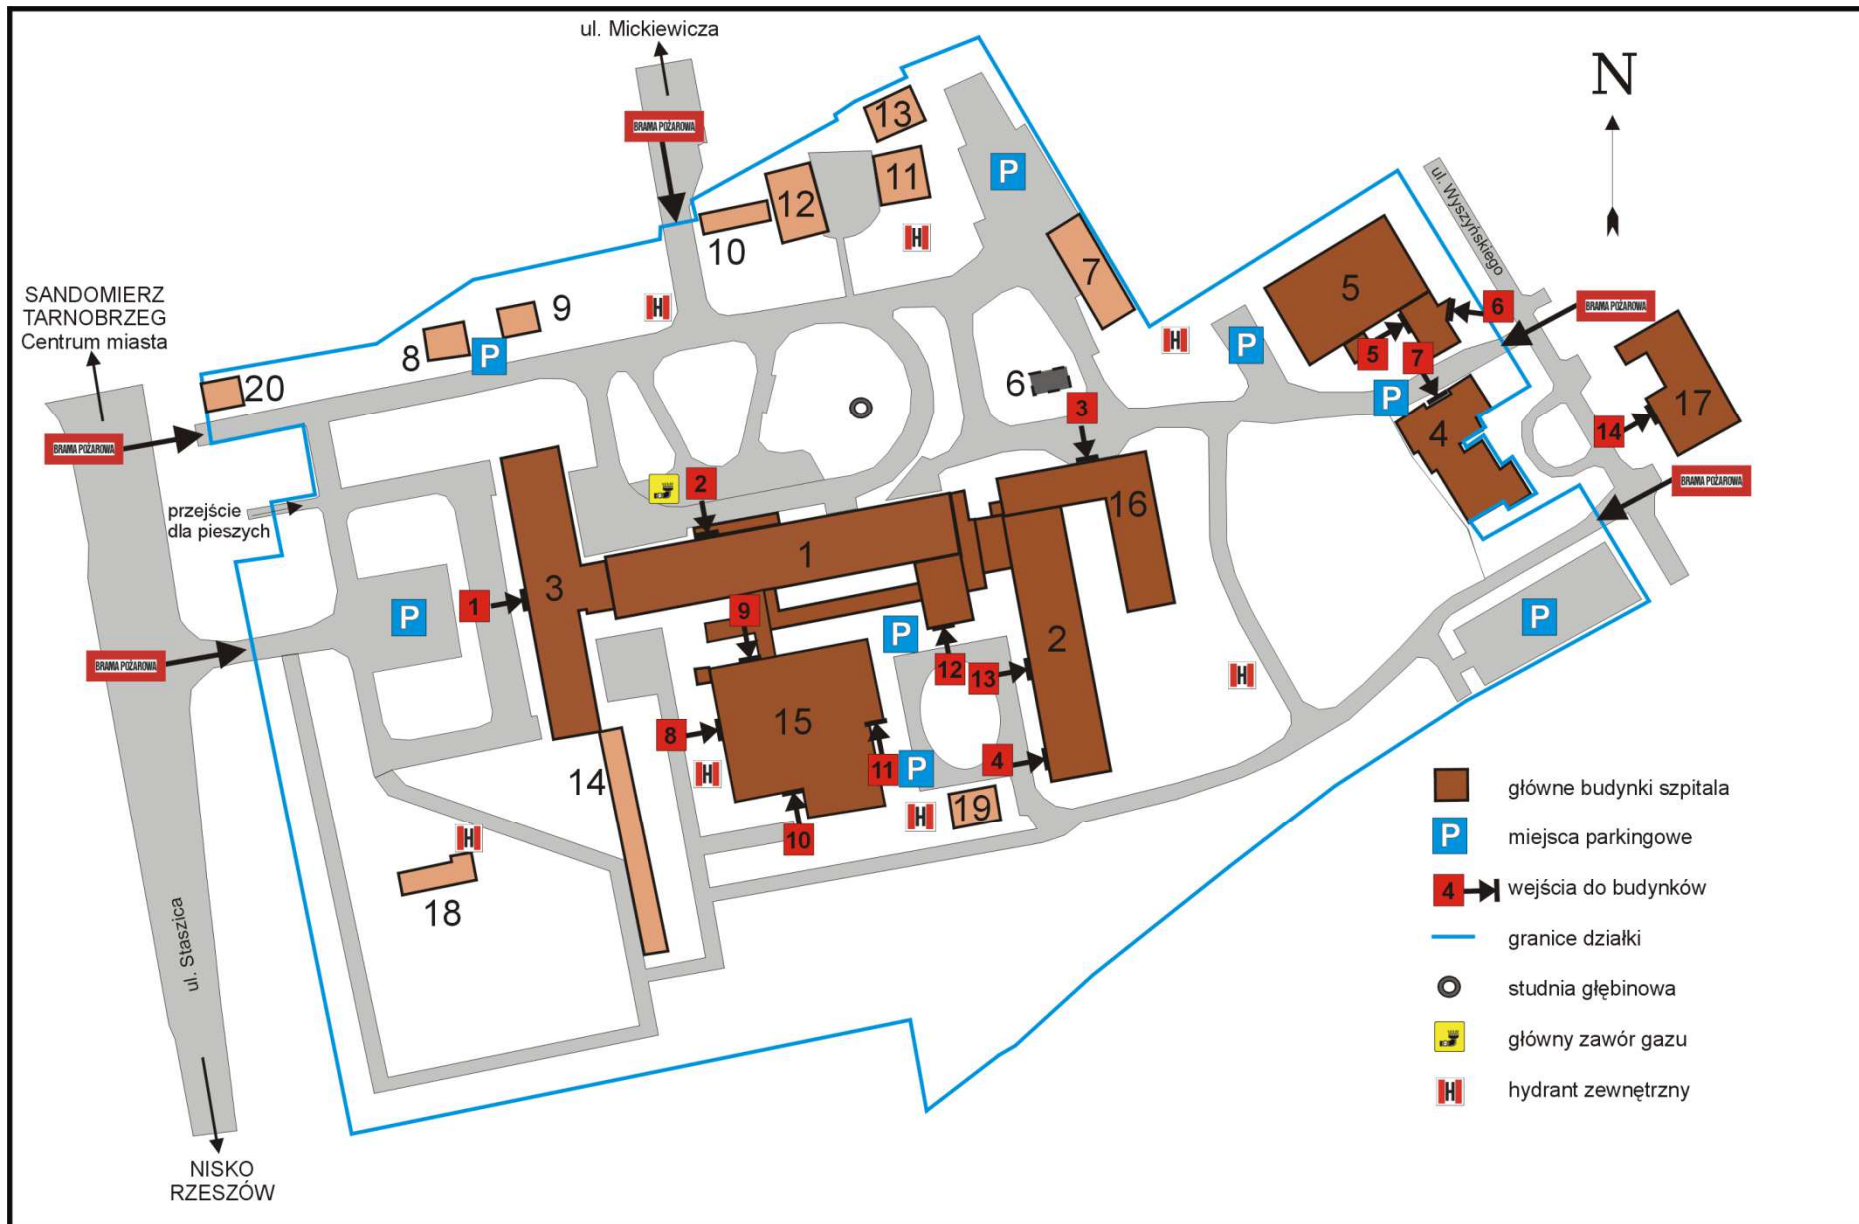 ul. Mickiewicza
BRAMA POŻAROWA
N
13
P
11
12
10
H
7
ul. Wyszyńskiego
SANDOMIERZ
TARNOBRZEG
Centrum miasta
5
6
BRAMA POŻAROWA
H
9
8
P
H
P
5
7
20
6
P
3
17
4
14
BRAMA POŻAROWA
BRAMA POŻAROWA
2
16
przejście
dla pieszych
1
3
1
9
P
P
2
P
12
13
H
BRAMA POŻAROWA
15
8
4
11
P
14
H
19
H
10
H
18
ul. Staszica
NISKO
RZESZÓW
główne budynki szpitala
P miejsca parkingowe
4 wejścia do budynków
granice działki
studnia głębinowa
główny zawór gazu
H hydrant zewnętrzny